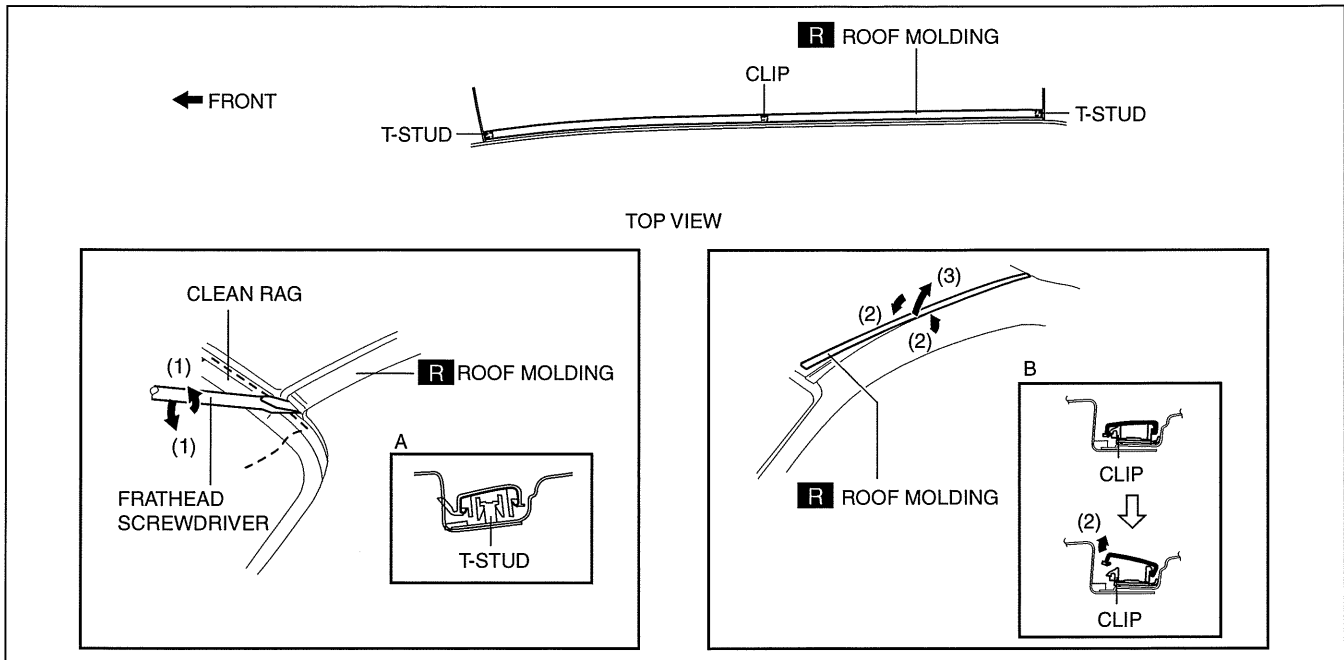 R ROOF MOLDING
CLIP
FRONT
T-STUD
T-STUD
TOP VIEW
CLEAN RAG
(1)
R ROOF MOLDING
(1)
A
FRATHEAD
SCREWDRIVER
T-STUD
(3)
(2)
(2)
B
CLIP
R ROOF MOLDING
(2)
CLIP